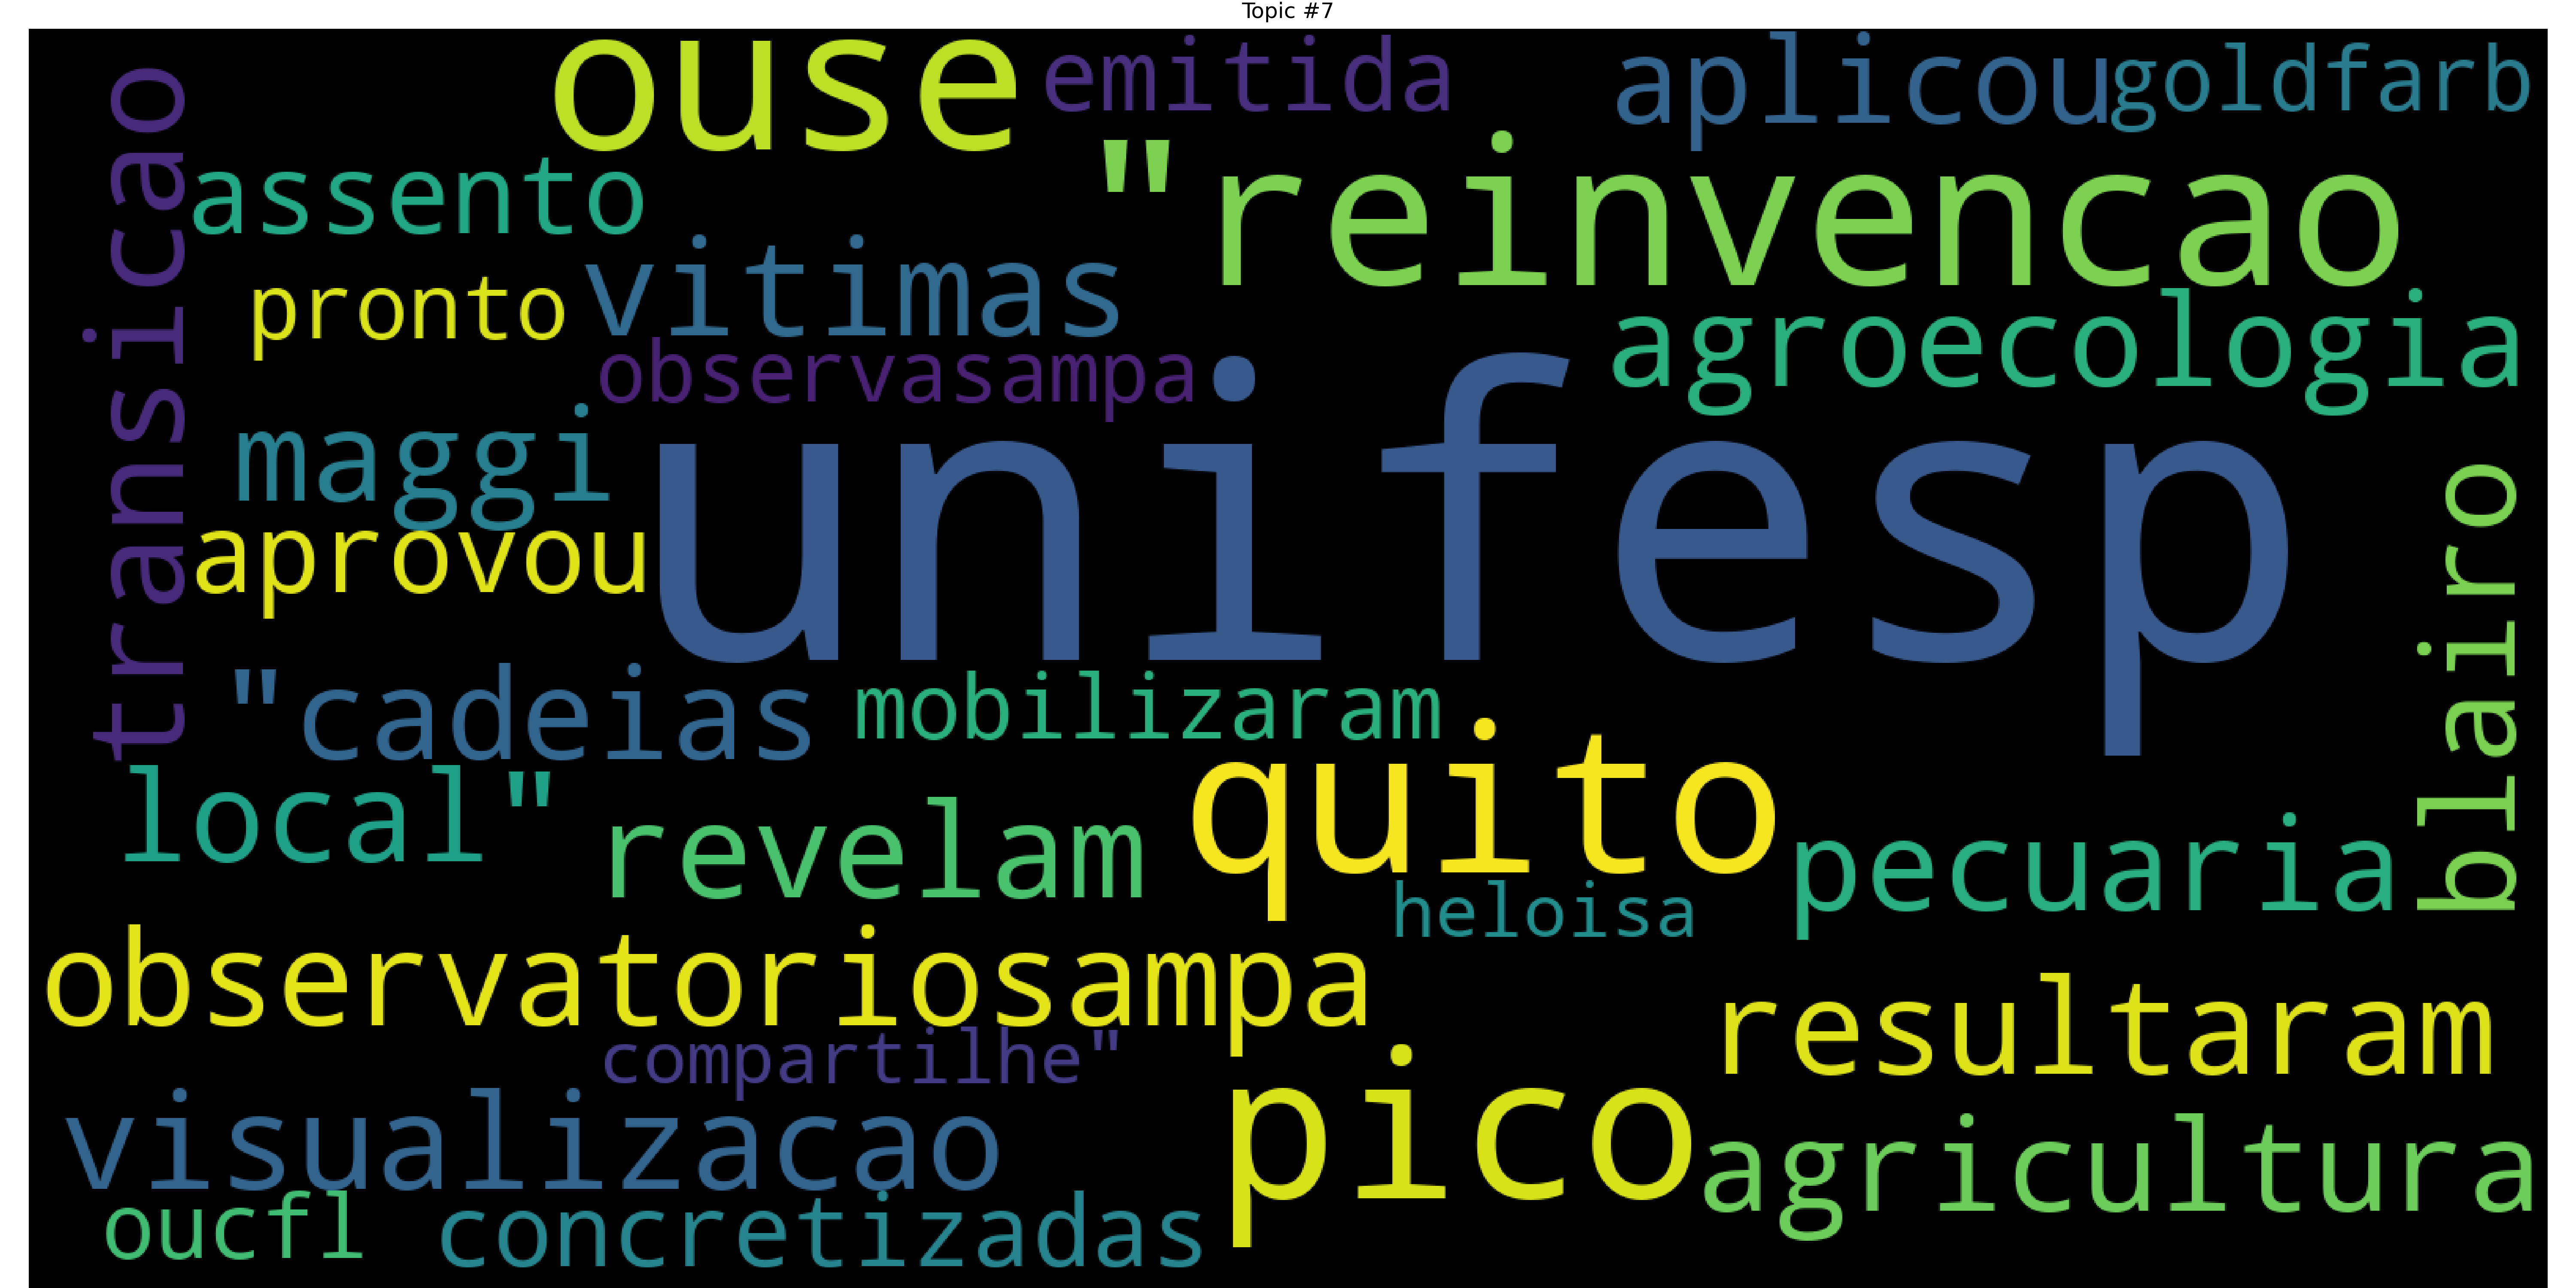 Topic #7
ouse
emitida
aplicou
goldfarb
transicao
assento
"reinvencao
pronto
vitimas
agroecologia
observasampa
maggi
unifesp
aprovou
blairo
"cadeias
mobilizaram
quito
local"
revelam
pecuaria
heloisa
observatoriosampa
resultaram
compartilhe"
pico
visualizacao
agricultura
oucfl
concretizadas